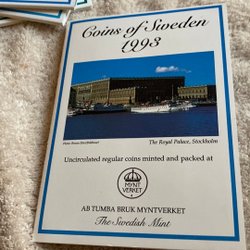 Coins of Sweden
1993
The Royal Palace, Stockholm
Uncirculated regular coins minted and packed at
MYNT
VERKET
AB TUMBA BRUK MYNTVERKET
The Swedish Mint